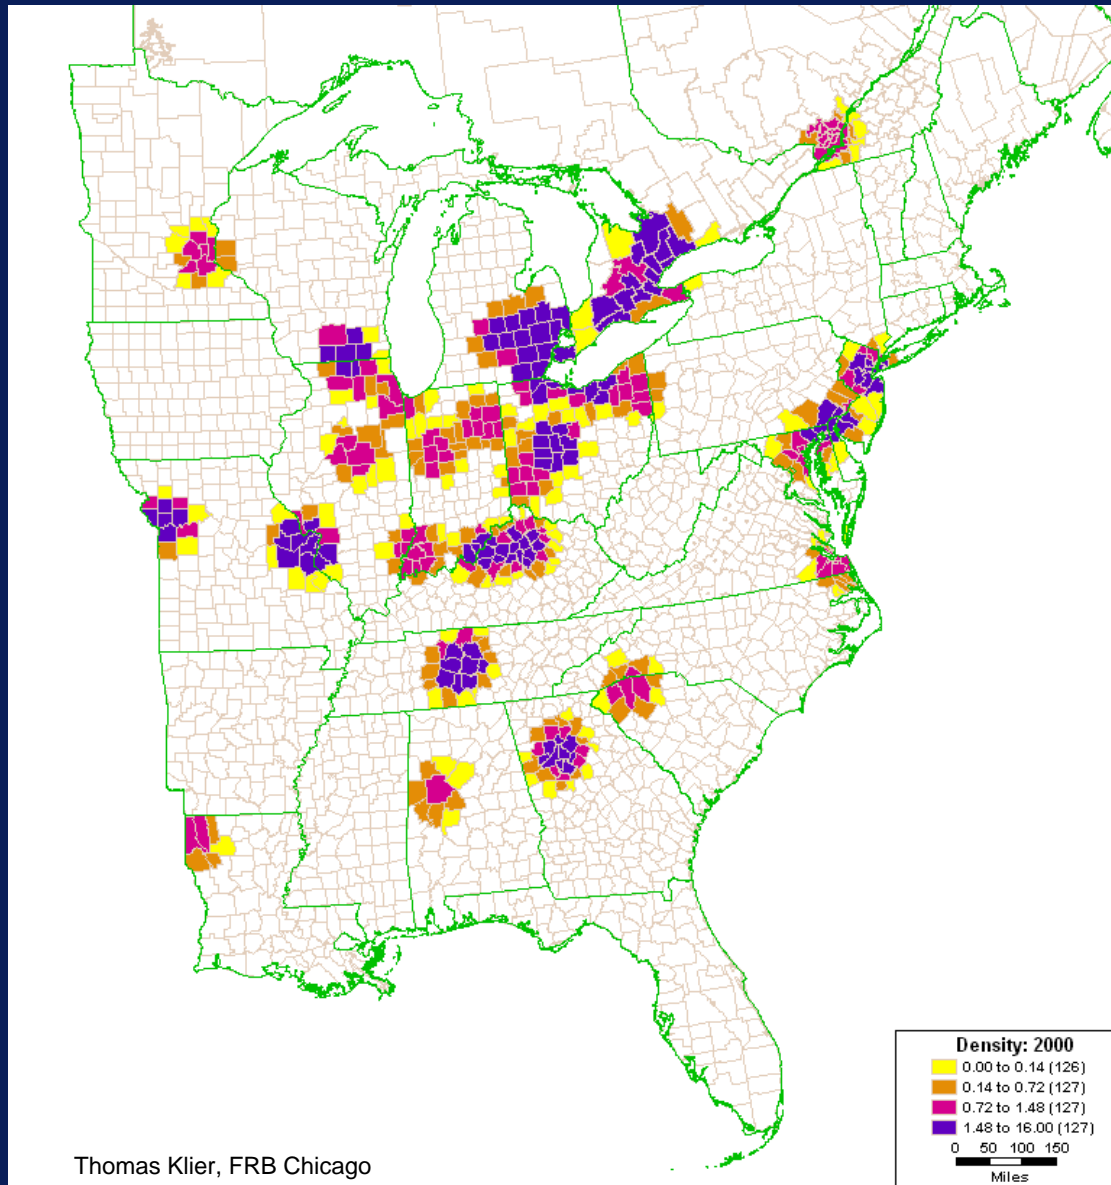 Density: 2000
0.00 to 0.14 (126)
0.14 to 0.72 (127)
0.72 to 1.48 (127)
1.48 to 16.00 (127)
0 50 100 150
Miles
Thomas Klier, FRB Chicago